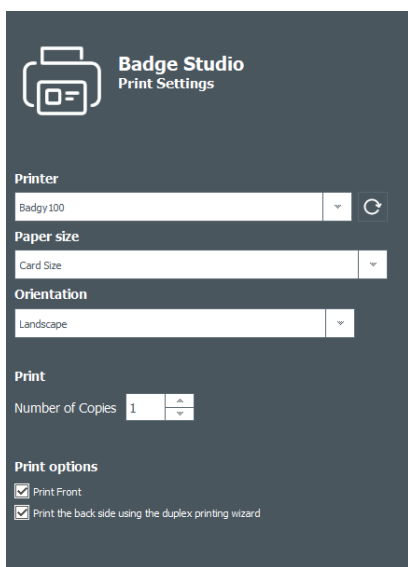 Badge Studio
Print Settings
Printer
Badgy100
Paper size
Card Size
Orientation
Landscape
Print
Number of Copies 1
Print options
Print Front
Print the back side using the duplex printing wizard